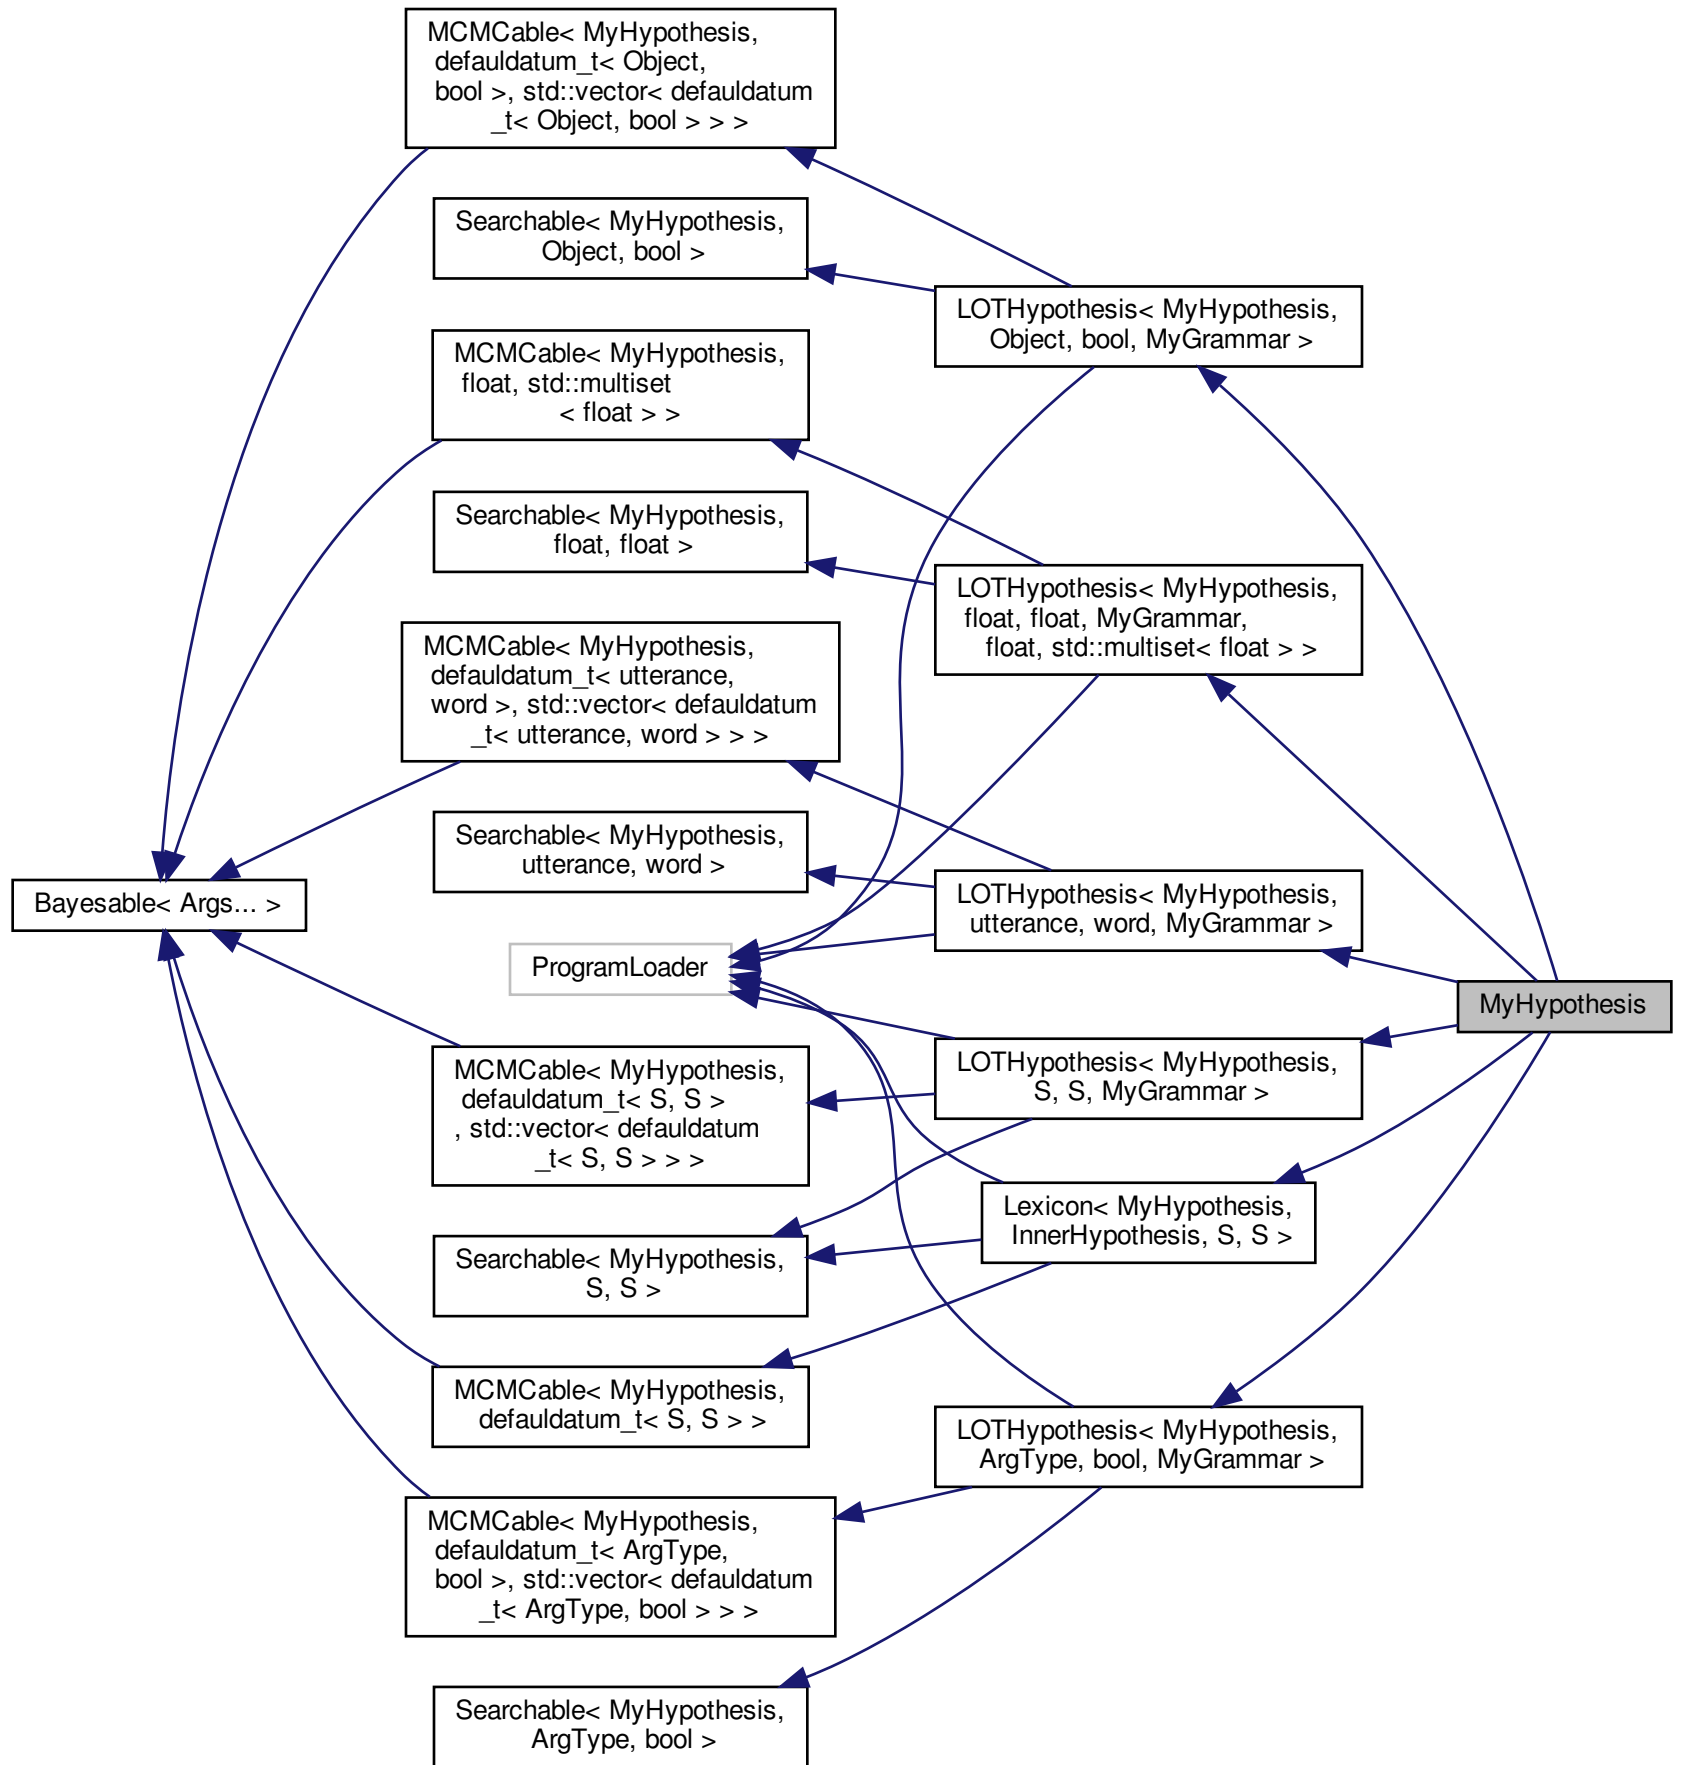 MCMCable< MyHypothesis,
defauldatum_t< Object,
bool >, std::vector< defauldatum
_t< Object, bool > > >
Searchable< MyHypothesis,
Object, bool >
LOTHypothesis< MyHypothesis,
Object, bool, MyGrammar >
MCMCable< MyHypothesis,
float, std::multiset
< float > >
Searchable< MyHypothesis,
float, float >
LOTHypothesis< MyHypothesis,
float, float, MyGrammar,
float, std::multiset< float > >
MCMCable< MyHypothesis,
defauldatum_t< utterance,
word >, std::vector< defauldatum
_t< utterance, word > > >
Searchable< MyHypothesis,
utterance, word >
LOTHypothesis< MyHypothesis,
utterance, word, MyGrammar >
Bayesable< Args... >
ProgramLoader
MyHypothesis
MCMCable< MyHypothesis,
defauldatum_t< S, S >
, std::vector< defauldatum
_t< S, S > > >
LOTHypothesis< MyHypothesis,
S, S, MyGrammar >
Searchable< MyHypothesis,
S, S >
Lexicon< MyHypothesis,
InnerHypothesis, S, S >
MCMCable< MyHypothesis,
defauldatum_t< S, S > >
LOTHypothesis< MyHypothesis,
ArgType, bool, MyGrammar >
MCMCable< MyHypothesis,
defauldatum_t< ArgType,
bool >, std::vector< defauldatum
_t< ArgType, bool > > >
Searchable< MyHypothesis,
ArgType, bool >